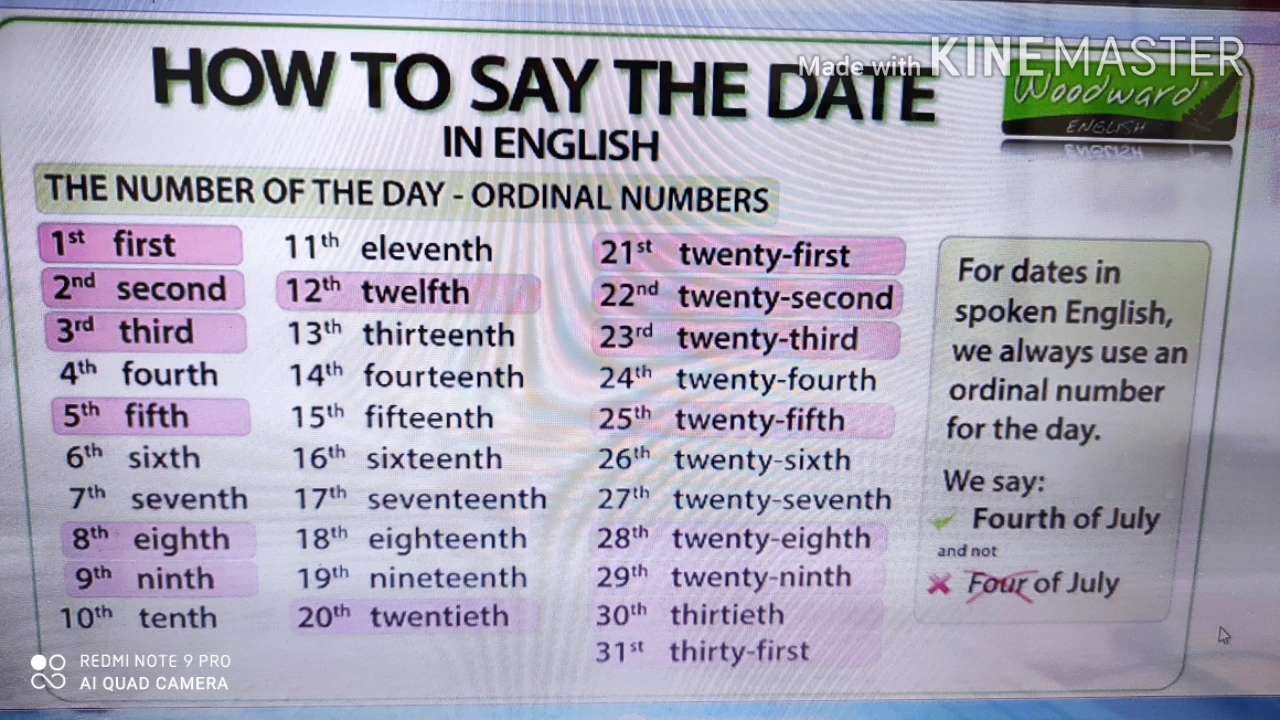 Made with KINEMASTER
HOW TO SAY THE DATE
IN ENGLISH
Woodward
ENGLISH
THE NUMBER OF THE DAY - ORDINAL NUMBERS
1st first
2nd second
3rd third
4th fourth
5th fifth
6th sixth
7th seventh
8th eighth
9th ninth
10th tenth
11th eleventh
12th twelfth
13th thirteenth
14th fourteenth
15th fifteenth
16th sixteenth
17th seventeenth
18th eighteenth
19th nineteenth
20th twentieth
21st twenty-first
22nd twenty-second
23rd twenty-third
24th twenty-fourth
25th twenty-fifth
26th twenty-sixth
27th twenty-seventh
28th twenty-eighth
29th twenty-ninth
30th thirtieth
31st thirty-first
For dates in
spoken English,
we always use an
ordinal number
for the day.
We say:
Fourth of July
and not
Four of July
REDMI NOTE 9 PRO
AI QUAD CAMERA